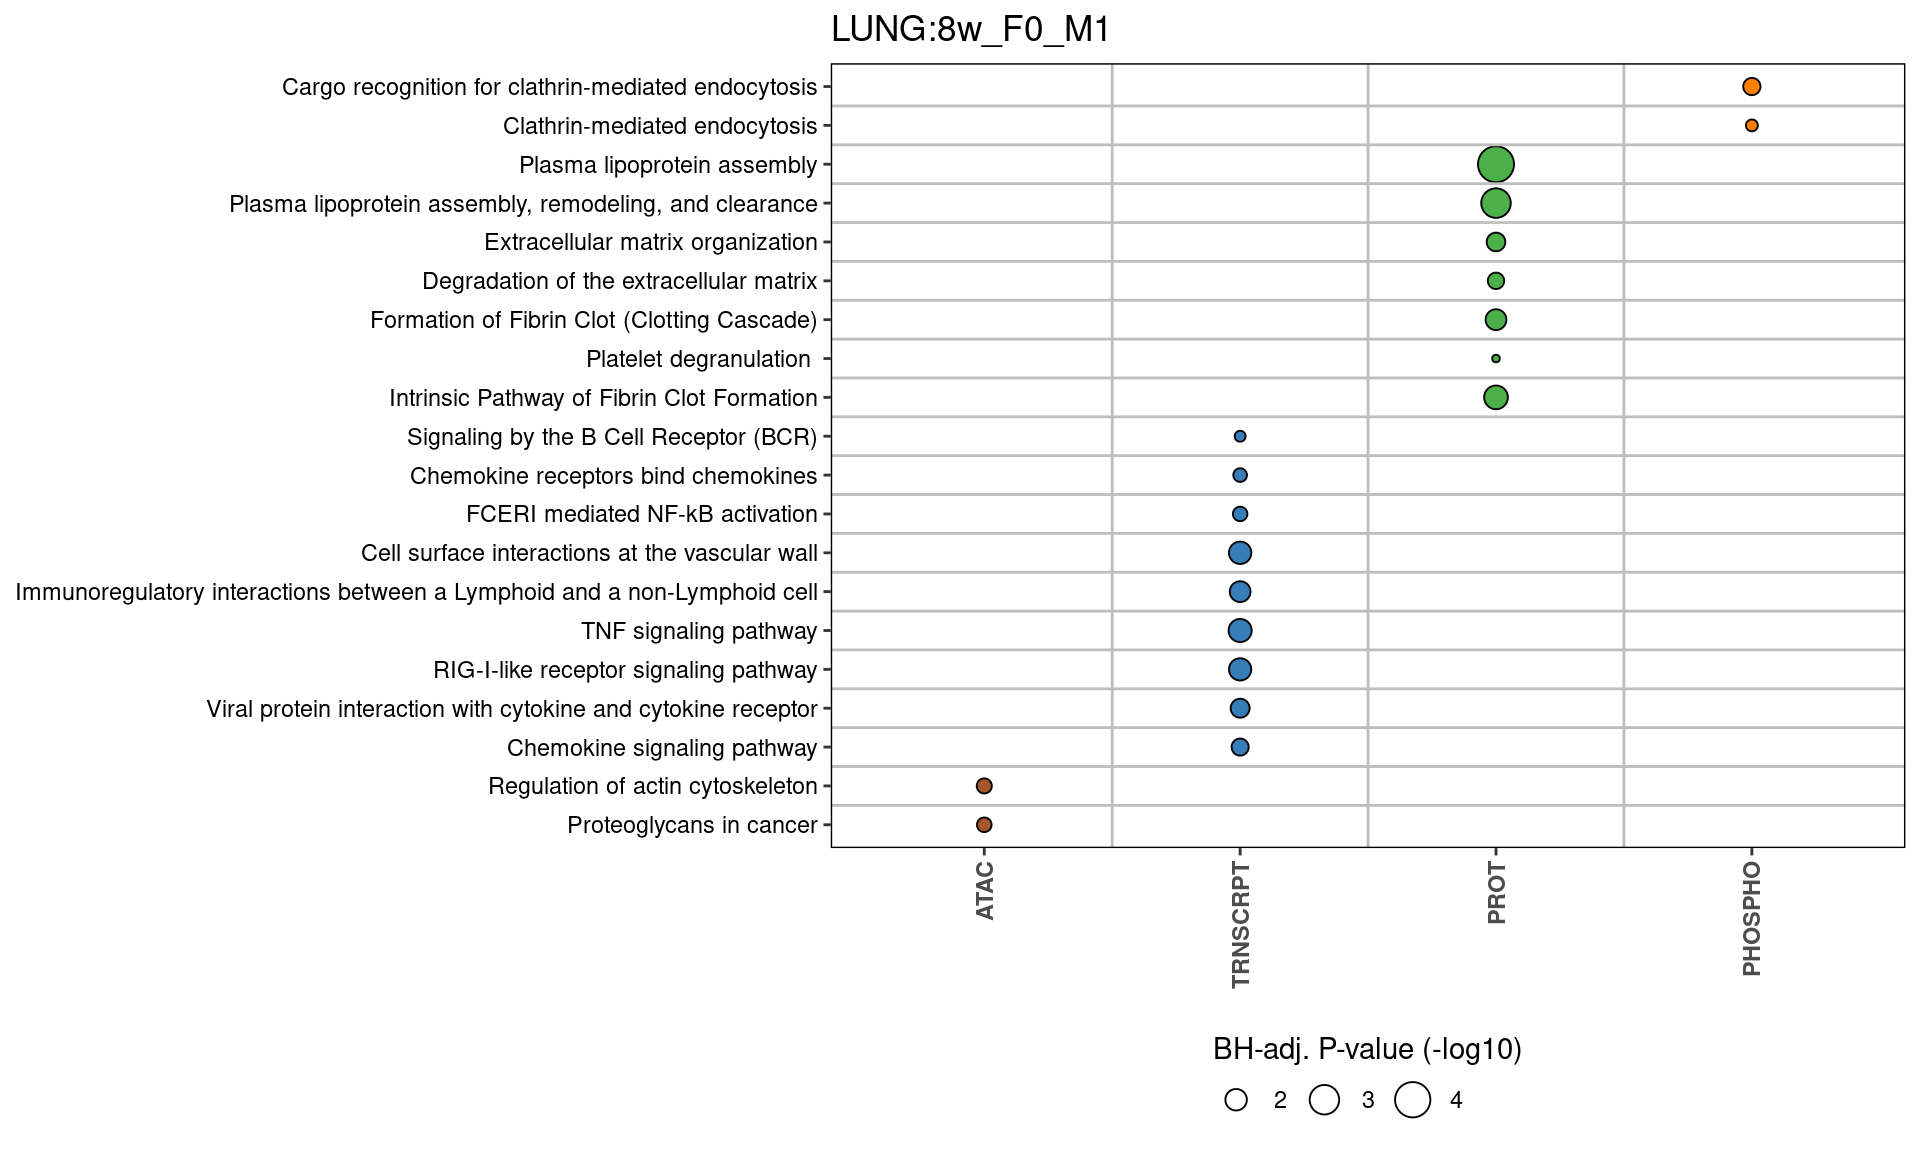 LUNG:8w_F0_M1
Cargo recognition for clathrin-mediated endocytosis
Clathrin-mediated endocytosis
Plasma lipoprotein assembly
Plasma lipoprotein assembly, remodeling, and clearance
Extracellular matrix organization
Degradation of the extracellular matrix
Formation of Fibrin Clot (Clotting Cascade)
Platelet degranulation
Intrinsic Pathway of Fibrin Clot Formation
Signaling by the B Cell Receptor (BCR)
Chemokine receptors bind chemokines
FCERI mediated NF-kB activation
Cell surface interactions at the vascular wall
Immunoregulatory interactions between a Lymphoid and a non-Lymphoid cell
TNF signaling pathway
RIG-I-like receptor signaling pathway
Viral protein interaction with cytokine and cytokine receptor
Chemokine signaling pathway
Regulation of actin cytoskeleton
Proteoglycans in cancer
ATAC
TRNSCRPT
PROT
PHOSPHO
BH-adj. P-value (-log10)
2 3 4